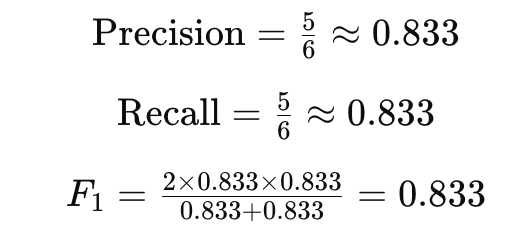 Precision = 5/6 ≈ 0.833
Recall = 5/6 ≈ 0.833
F₁ = 2×0.833×0.833/0.833+0.833 = 0.833